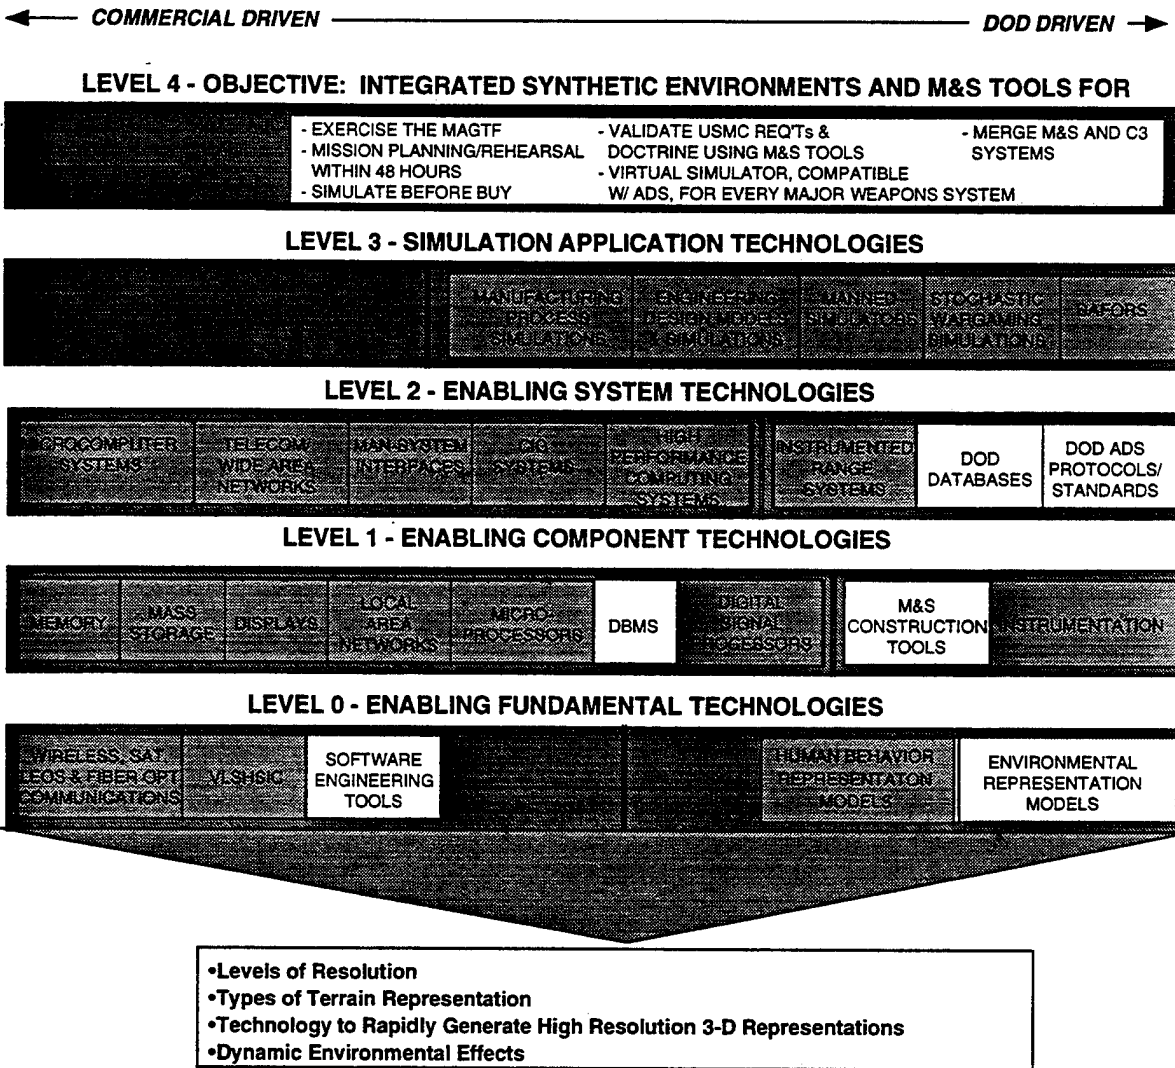 COMMERCIAL DRIVEN
DOD DRIVEN
LEVEL 4 - OBJECTIVE: INTEGRATED SYNTHETIC ENVIRONMENTS AND M&S TOOLS FOR
- EXERCISE THE MAGTF
- MISSION PLANNING/REHEARSAL
WITHIN 48 HOURS
- SIMULATE BEFORE BUY
- VALIDATE USMC REQ'Ts &
DOCTRINE USING M&S TOOLS
- VIRTUAL SIMULATOR, COMPATIBLE
W/ ADS, FOR EVERY MAJOR WEAPONS SYSTEM
- MERGE M&S AND C3
SYSTEMS
LEVEL 3 - SIMULATION APPLICATION TECHNOLOGIES
MANUFACTURING
PROCESS
SIMULATIONS
ENGINEERING
DESIGN MODELS
& SIMULATIONS
MANNED
SIMULATORS
STOCHASTIC
WARGAMING
SIMULATIONS
SAFORS
LEVEL 2 - ENABLING SYSTEM TECHNOLOGIES
MICROCOMPUTER
SYSTEMS
TELECOM/
WIDE AREA
NETWORKS
MAN-SYSTEM
INTERFACES
CIG
SYSTEMS
HIGH
PERFORMANCE
COMPUTING
SYSTEMS
INSTRUMENTED
RANGE
SYSTEMS
DOD
DATABASES
DOD ADS
PROTOCOLS/
STANDARDS
LEVEL 1 - ENABLING COMPONENT TECHNOLOGIES
MEMORY
MASS
STORAGE
DISPLAYS
LOCAL
AREA
NETWORKS
MICRO-
PROCESSORS
DBMS
DIGITAL
SIGNAL
PROCESSORS
M&S
CONSTRUCTION
TOOLS
INSTRUMENTATION
LEVEL 0 - ENABLING FUNDAMENTAL TECHNOLOGIES
WIRELESS, SAT,
LEOS & FIBER OPT
COMMUNICATIONS
VLSHSIC
SOFTWARE
ENGINEERING
TOOLS
HUMAN BEHAVIOR
REPRESENTATON
MODELS
ENVIRONMENTAL
REPRESENTATION
MODELS
•Levels of Resolution
•Types of Terrain Representation
•Technology to Rapidly Generate High Resolution 3-D Representations
•Dynamic Environmental Effects